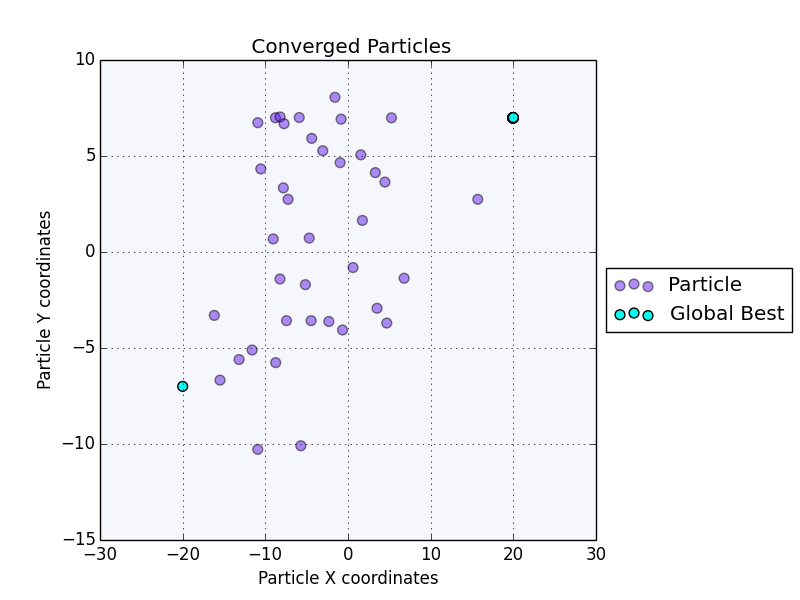 Converged Particles
10
5
0
−5
−10
−15
−30 −20 −10 0 10 20 30
Particle X coordinates
Particle Y coordinates
Particle
Global Best